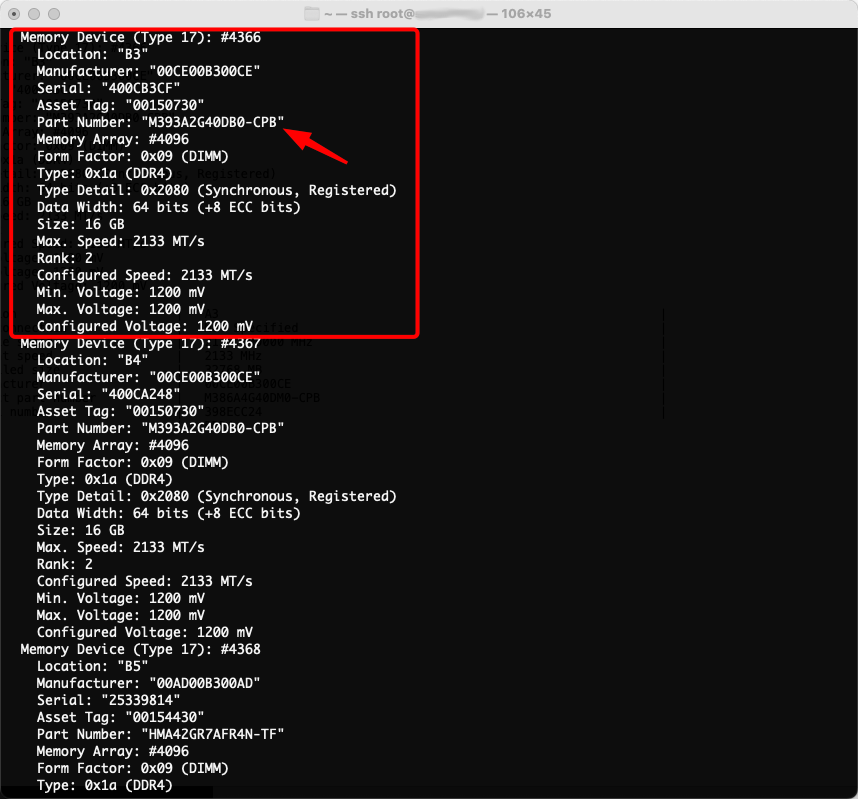 ~ — ssh root@ — 106×45
Memory Device (Type 17): #4366
Location: "B3"
Manufacturer: "00CE00B300CE"
Serial: "400CB3CF"
Asset Tag: "00150730"
Part Number: "M393A2G40DB0-CPB"
Memory Array: #4096
Form Factor: 0x09 (DIMM)
Type: 0x1a (DDR4)
Type Detail: 0x2080 (Synchronous, Registered)
Data Width: 64 bits (+8 ECC bits)
Size: 16 GB
Max. Speed: 2133 MT/s
Rank: 2
Configured Speed: 2133 MT/s
Min. Voltage: 1200 mV
Max. Voltage: 1200 mV
Configured Voltage: 1200 mV
Memory Device (Type 17): #4367
Location: "B4"
Manufacturer: "00CE00B300CE"
Serial: "400CA248"
Asset Tag: "00150730"
Part Number: "M393A2G40DB0-CPB"
Memory Array: #4096
Form Factor: 0x09 (DIMM)
Type: 0x1a (DDR4)
Type Detail: 0x2080 (Synchronous, Registered)
Data Width: 64 bits (+8 ECC bits)
Size: 16 GB
Max. Speed: 2133 MT/s
Rank: 2
Configured Speed: 2133 MT/s
Min. Voltage: 1200 mV
Max. Voltage: 1200 mV
Configured Voltage: 1200 mV
Memory Device (Type 17): #4368
Location: "B5"
Manufacturer: "00AD00B300AD"
Serial: "25339814"
Asset Tag: "00154430"
Part Number: "HMA42GR7AFR4N-TF"
Memory Array: #4096
Form Factor: 0x09 (DIMM)
Type: 0x1a (DDR4)